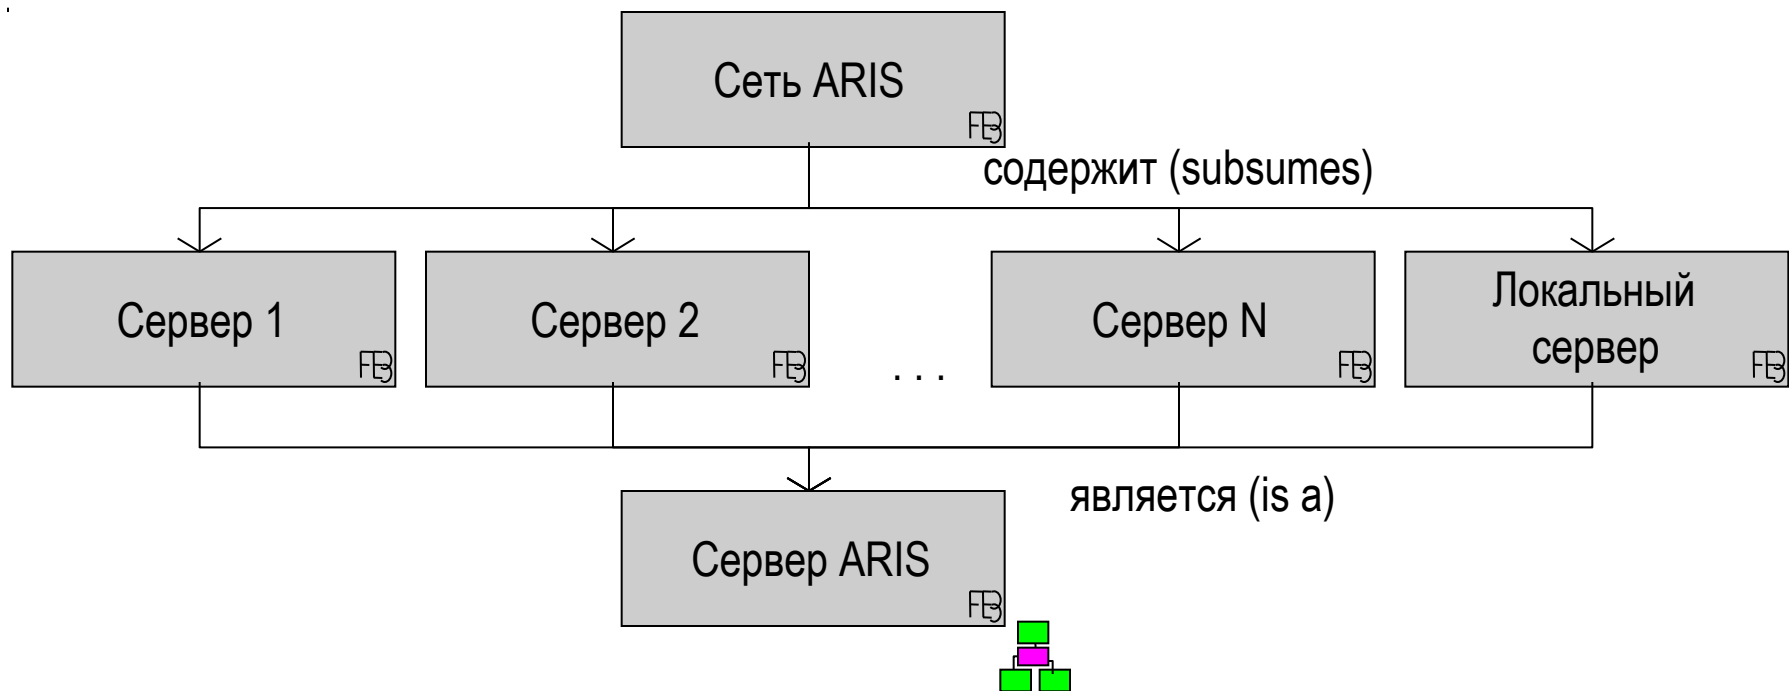 Сеть ARIS
содержит (subsumes)
Сервер 1
Сервер 2
. . .
Сервер N
Локальный
сервер
является (is a)
Сервер ARIS